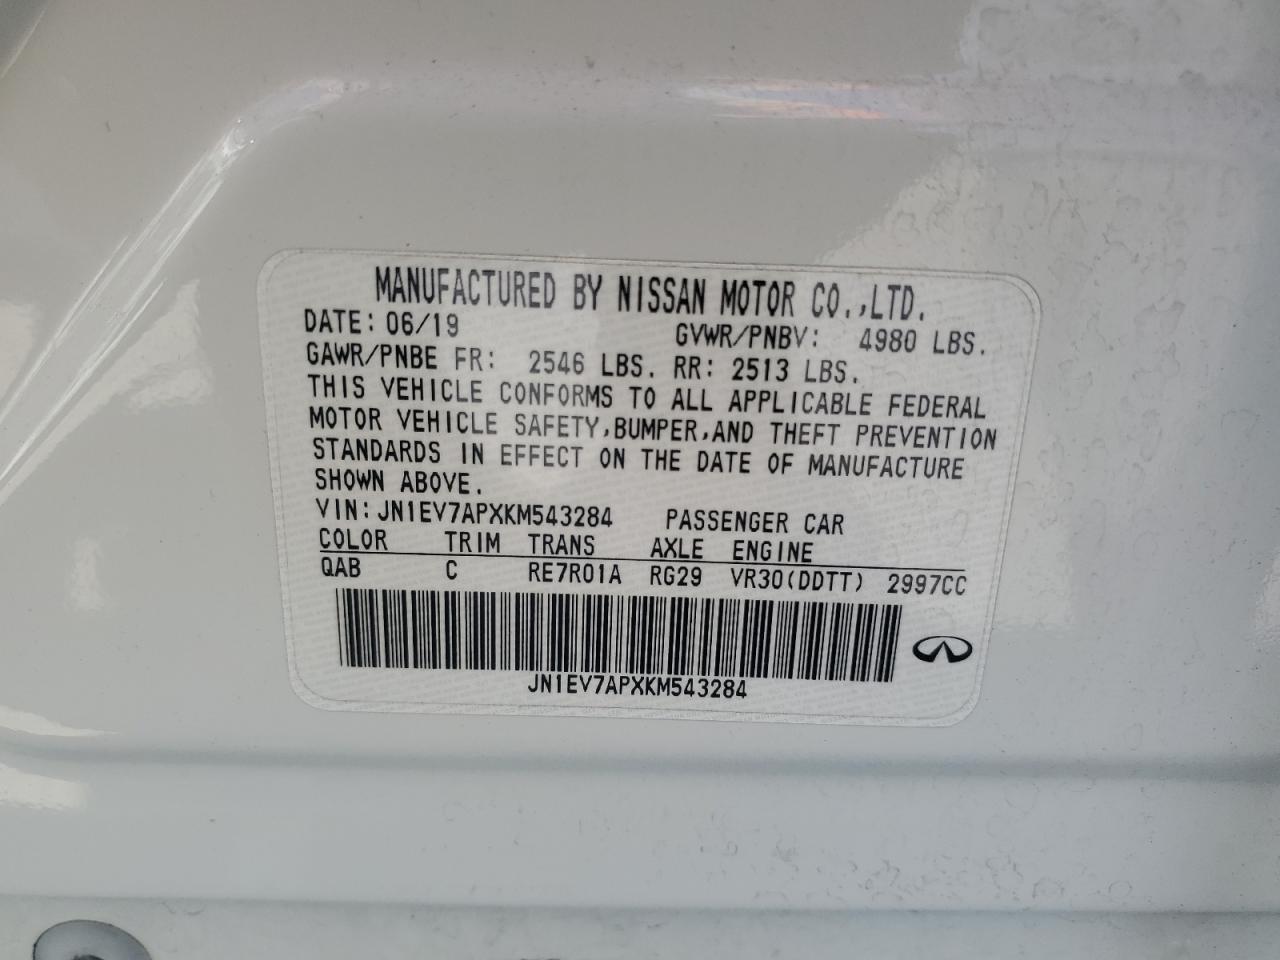 MANUFACTURED BY NISSAN MOTOR CO.,LTD.
DATE: 06/19 GVWR/PNBV: 4980 LBS.
GAWR/PNBE FR: 2546 LBS. RR: 2513 LBS.
THIS VEHICLE CONFORMS TO ALL APPLICABLE FEDERAL
MOTOR VEHICLE SAFETY,BUMPER,AND THEFT PREVENTION
STANDARDS IN EFFECT ON THE DATE OF MANUFACTURE
SHOWN ABOVE.
VIN: JN1EV7APXKM543284 PASSENGER CAR
COLOR TRIM TRANS AXLE ENGINE
QAB C RE7R01A RG29 VR30(DDTT) 2997CC
JN1EV7APXKM543284